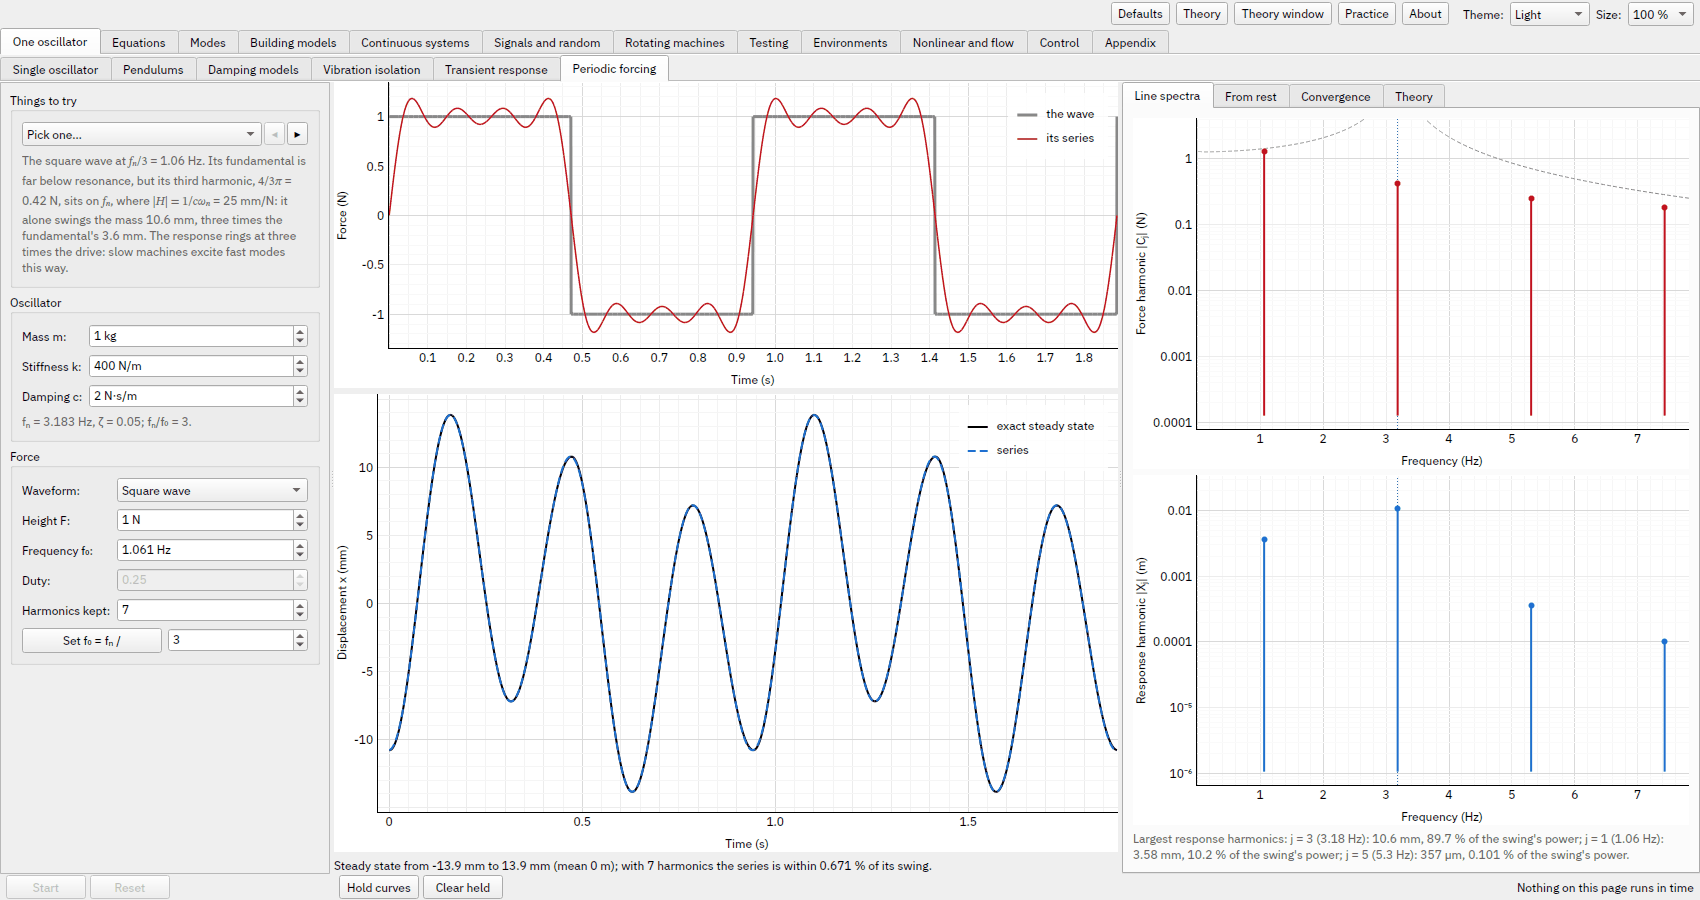 Defaults Theory Theory window Practice About Theme: Light Size: 100 %
One oscillator Equations Modes Building models Continuous systems Signals and random Rotating machines Testing Environments Nonlinear and flow Control Appendix
Single oscillator Pendulums Damping models Vibration isolation Transient response Periodic forcing
Things to try
Pick one...
The square wave at fₙ/3 = 1.06 Hz. Its fundamental is
far below resonance, but its third harmonic, 4/3π =
0.42 N, sits on fₙ, where |H| = 1/cωₙ = 25 mm/N: it
alone swings the mass 10.6 mm, three times the
fundamental's 3.6 mm. The response rings at three
times the drive: slow machines excite fast modes
this way.
Oscillator
Mass m: 1 kg
Stiffness k: 400 N/m
Damping c: 2 N·s/m
fₙ = 3.183 Hz, ζ = 0.05; fₙ/f₀ = 3.
Force
Waveform: Square wave
Height F: 1 N
Frequency f₀: 1.061 Hz
Duty: 0.25
Harmonics kept: 7
Set f₀ = fₙ / 3
Start Reset
the wave
its series
Force (N)
1
0.5
0
-0.5
-1
0.1 0.2 0.3 0.4 0.5 0.6 0.7 0.8 0.9 1.0 1.1 1.2 1.3 1.4 1.5 1.6 1.7 1.8
Time (s)
exact steady state
series
Displacement x (mm)
10
5
0
-5
-10
0 0.5 1.0 1.5
Time (s)
Steady state from -13.9 mm to 13.9 mm (mean 0 m); with 7 harmonics the series is within 0.671 % of its swing.
Hold curves Clear held
Line spectra From rest Convergence Theory
Force harmonic |Cⱼ| (N)
1
0.1
0.01
0.001
0.0001
1 2 3 4 5 6 7
Frequency (Hz)
Response harmonic |Xⱼ| (m)
0.01
0.001
0.0001
10⁻⁵
10⁻⁶
1 2 3 4 5 6 7
Frequency (Hz)
Largest response harmonics: j = 3 (3.18 Hz): 10.6 mm, 89.7 % of the swing's power; j = 1 (1.06 Hz):
3.58 mm, 10.2 % of the swing's power; j = 5 (5.3 Hz): 357 µm, 0.101 % of the swing's power.
Nothing on this page runs in time